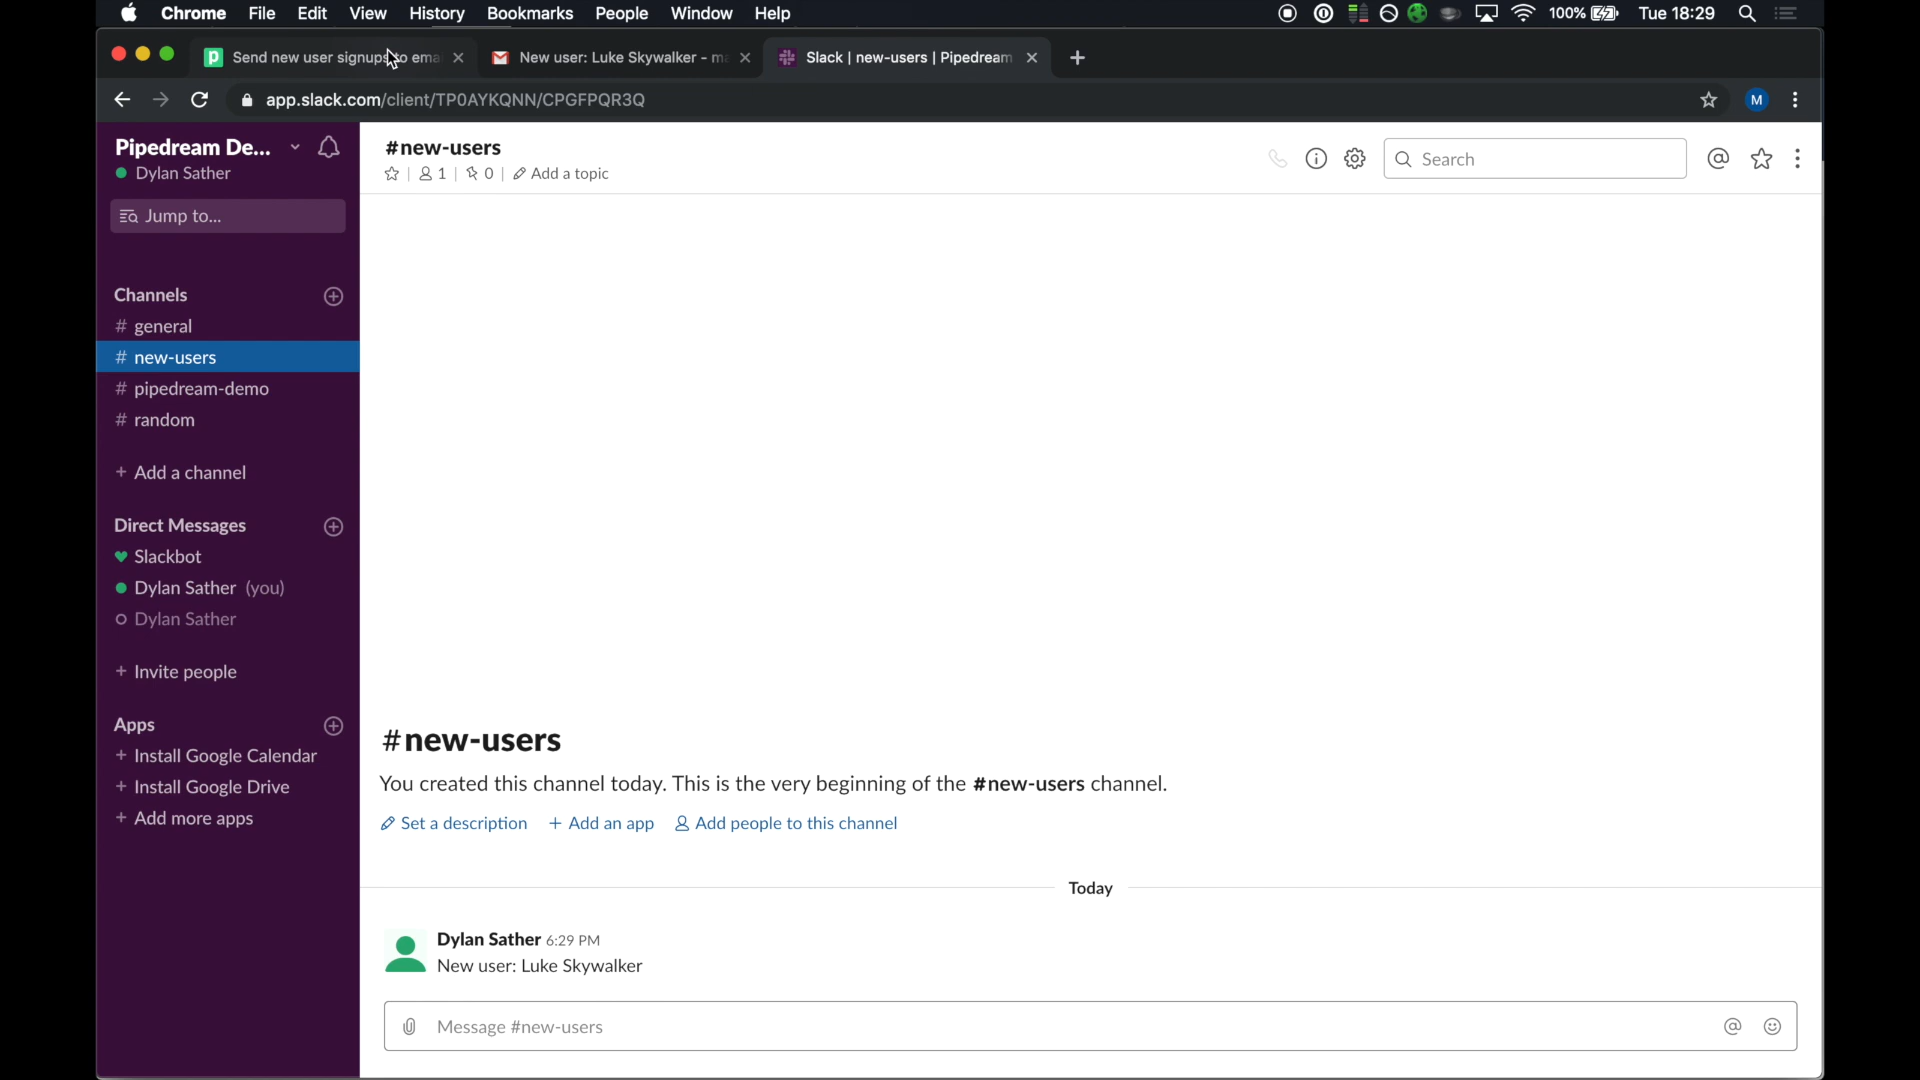 Chrome File Edit View History Bookmarks People Window Help 100% Tue 18:29
Send new user signups to ema
New user: Luke Skywalker - ma
Slack | new-users | Pipedream
app.slack.com/client/TP0AYKQNN/CPGFPQR3Q
M
Pipedream De...
Dylan Sather
Jump to...
Channels
# general
# new-users
# pipedream-demo
# random
+ Add a channel
Direct Messages
Slackbot
Dylan Sather (you)
Dylan Sather
+ Invite people
Apps
+ Install Google Calendar
+ Install Google Drive
+ Add more apps
#new-users
1 | 0 | Add a topic
Search
#new-users
You created this channel today. This is the very beginning of the #new-users channel.
Set a description + Add an app Add people to this channel
Today
Dylan Sather 6:29 PM
New user: Luke Skywalker
Message #new-users